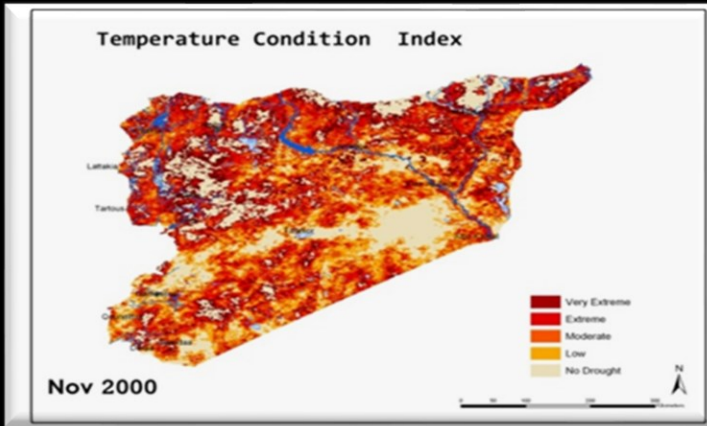 Temperature Condition Index
Lattakia
Tartous
Very Extreme
Extreme
Moderate
Low
No Drought
N
Nov 2000